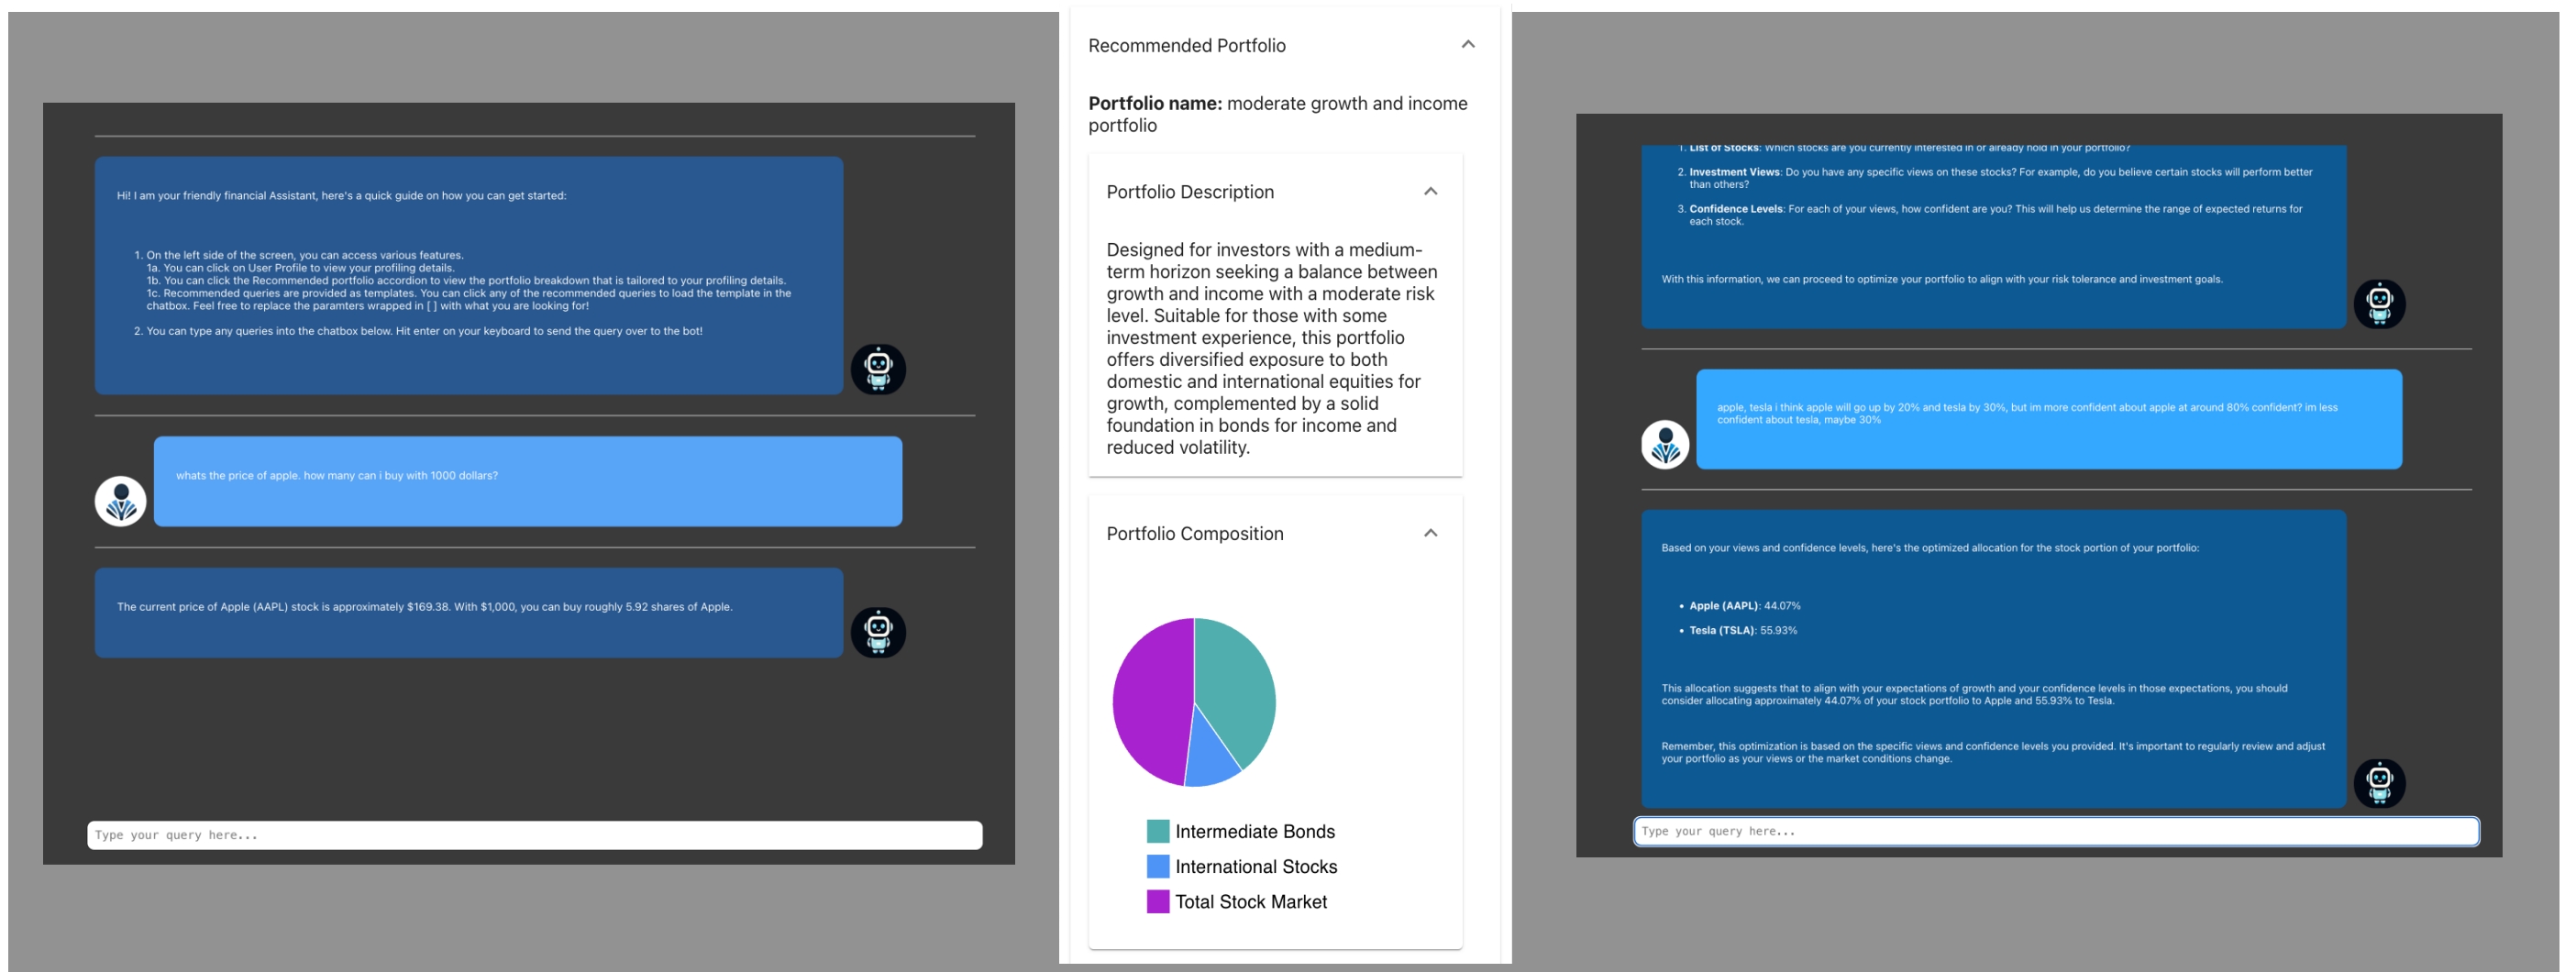 Hi! I am your friendly financial Assistant, here's a quick guide on how you can get started:
1. On the left side of the screen, you can access various features.
1a. You can click on User Profile to view your profiling details.
1b. You can click the Recommended portfolio accordion to view the portfolio breakdown that is tailored to your profiling details.
1c. Recommended queries are provided as templates. You can click any of the recommended queries to load the template in the
chatbox. Feel free to replace the paramters wrapped in [ ] with what you are looking for!
2. You can type any queries into the chatbox below. Hit enter on your keyboard to send the query over to the bot!
whats the price of apple. how many can i buy with 1000 dollars?
The current price of Apple (AAPL) stock is approximately $169.38. With $1,000, you can buy roughly 5.92 shares of Apple.
Type your query here...
Recommended Portfolio
Portfolio name: moderate growth and income
portfolio
Portfolio Description
Designed for investors with a medium-
term horizon seeking a balance between
growth and income with a moderate risk
level. Suitable for those with some
investment experience, this portfolio
offers diversified exposure to both
domestic and international equities for
growth, complemented by a solid
foundation in bonds for income and
reduced volatility.
Portfolio Composition
Intermediate Bonds
International Stocks
Total Stock Market
1. List of Stocks: Which stocks are you currently interested in or already hold in your portfolio?
2. Investment Views: Do you have any specific views on these stocks? For example, do you believe certain stocks will perform better
than others?
3. Confidence Levels: For each of your views, how confident are you? This will help us determine the range of expected returns for
each stock.
With this information, we can proceed to optimize your portfolio to align with your risk tolerance and investment goals.
apple, tesla i think apple will go up by 20% and tesla by 30%, but im more confident about apple at around 80% confident? im less
confident about tesla, maybe 30%
Based on your views and confidence levels, here's the optimized allocation for the stock portion of your portfolio:
• Apple (AAPL): 44.07%
• Tesla (TSLA): 55.93%
This allocation suggests that to align with your expectations of growth and your confidence levels in those expectations, you should
consider allocating approximately 44.07% of your stock portfolio to Apple and 55.93% to Tesla.
Remember, this optimization is based on the specific views and confidence levels you provided. It's important to regularly review and adjust
your portfolio as your views or the market conditions change.
Type your query here...